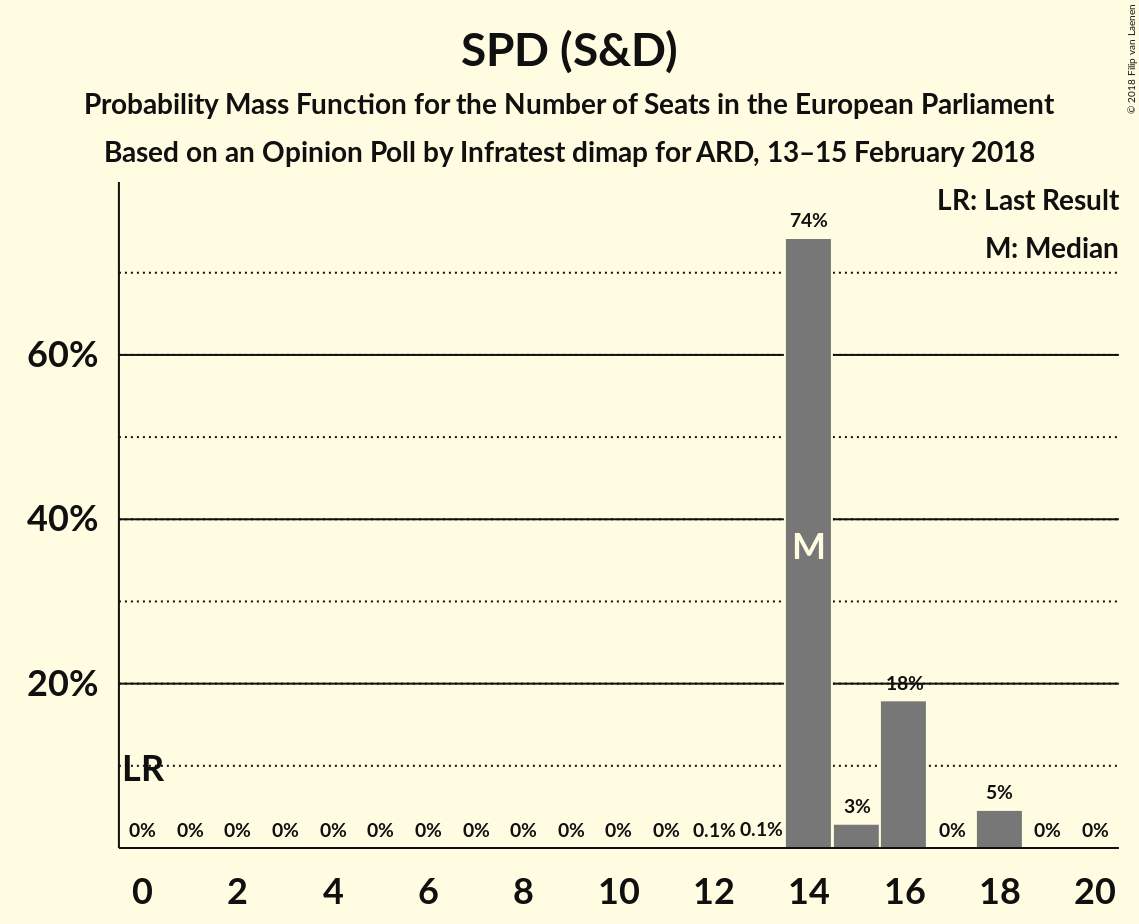 SPD (S&D)
Probability Mass Function for the Number of Seats in the European Parliament
Based on an Opinion Poll by Infratest dimap for ARD, 13–15 February 2018
© 2018 Filip van Laenen
LR: Last Result
M: Median
74%
60%
M
40%
20%
18%
LR
5%
3%
0% 0% 0% 0% 0% 0% 0% 0% 0% 0% 0% 0% 0.1% 0.1% 0% 0% 0%
0 2 4 6 8 10 12 14 16 18 20